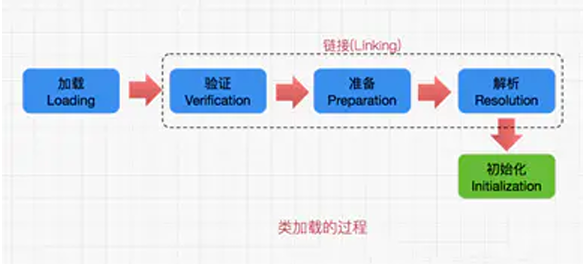 链接(Linking)
加载
Loading
验证
Verification
准备
Preparation
解析
Resolution
初始化
Initialization
类加载的过程